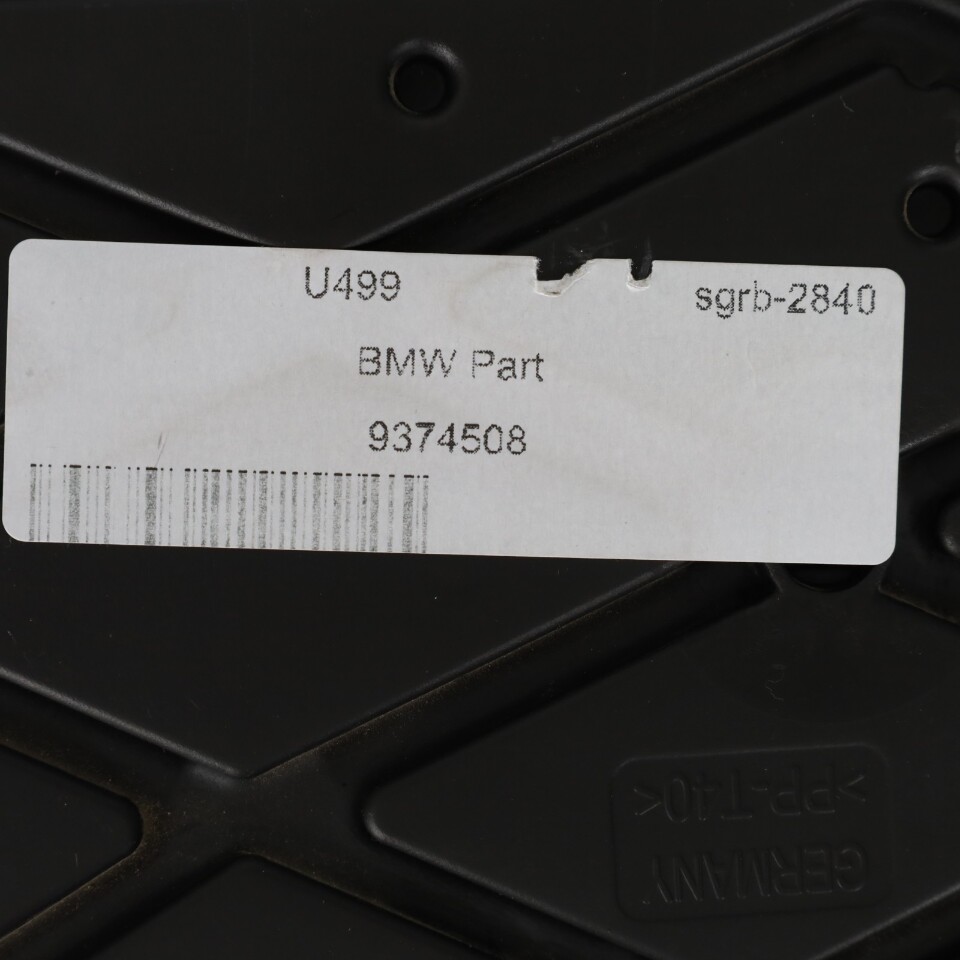 U499
sgrb-2840
BMW Part
9374508
>PP-T40<
GERMANY